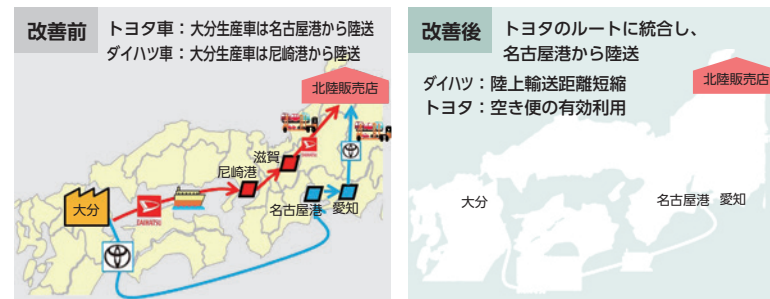 改善前
トヨタ車：大分生産車は名古屋港から陸送
ダイハツ車：大分生産車は尼崎港から陸送
北陸販売店
滋賀
尼崎港
大分
DAIHATSU
名古屋港
愛知
改善後
トヨタのルートに統合し、
名古屋港から陸送
ダイハツ：陸上輸送距離短縮
トヨタ：空き便の有効利用
北陸販売店
大分
名古屋港
愛知